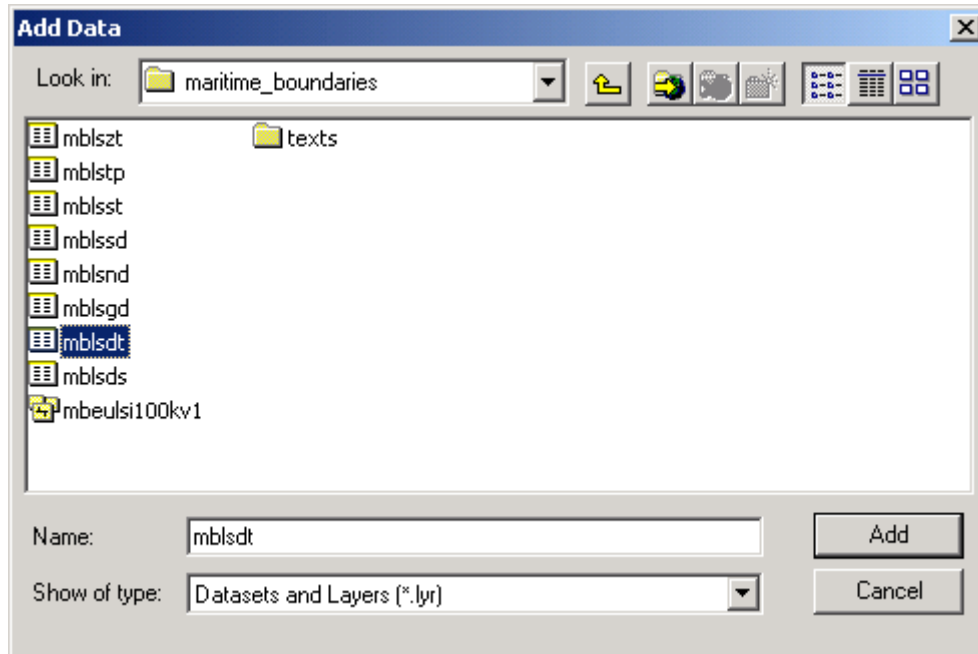 Add Data
Look in: maritime_boundaries
mblszt texts
mblstp
mblsst
mblssd
mblsnd
mblsgd
mblsdt
mblsds
mbeulsi100kv1
Name: mblsdt Add
Show of type: Datasets and Layers (*.lyr) Cancel